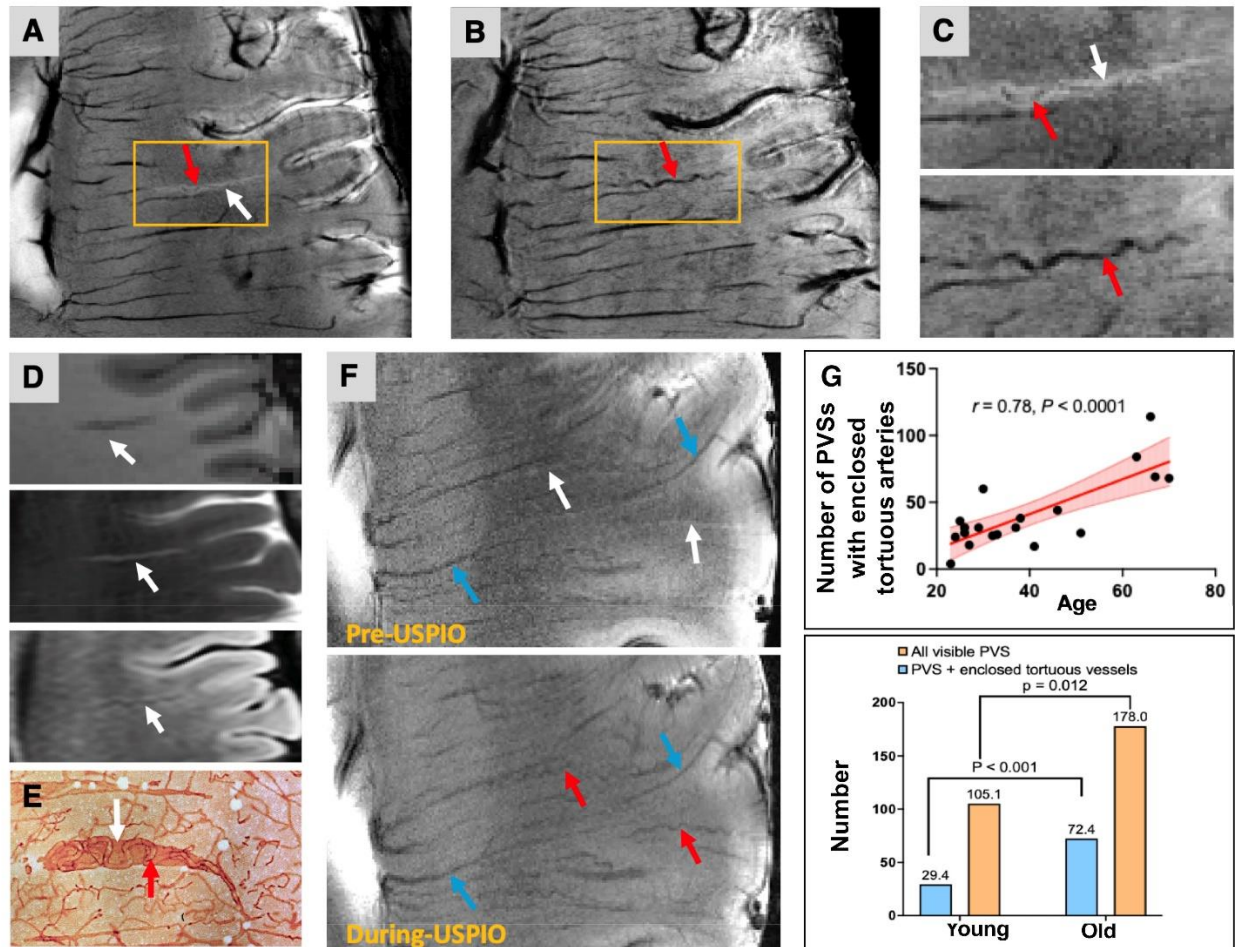 A
B
C
D
E
F
Pre-USPIO
During-USPIO
G
150
100
50
0
20
40
60
80
r = 0.78, P < 0.0001
Number of PVSs
with enclosed
tortuous arteries
Age
All visible PVS
PVS + enclosed tortuous vessels
p = 0.012
200
150
100
50
0
178.0
P < 0.001
105.1
72.4
29.4
Number
Young
Old